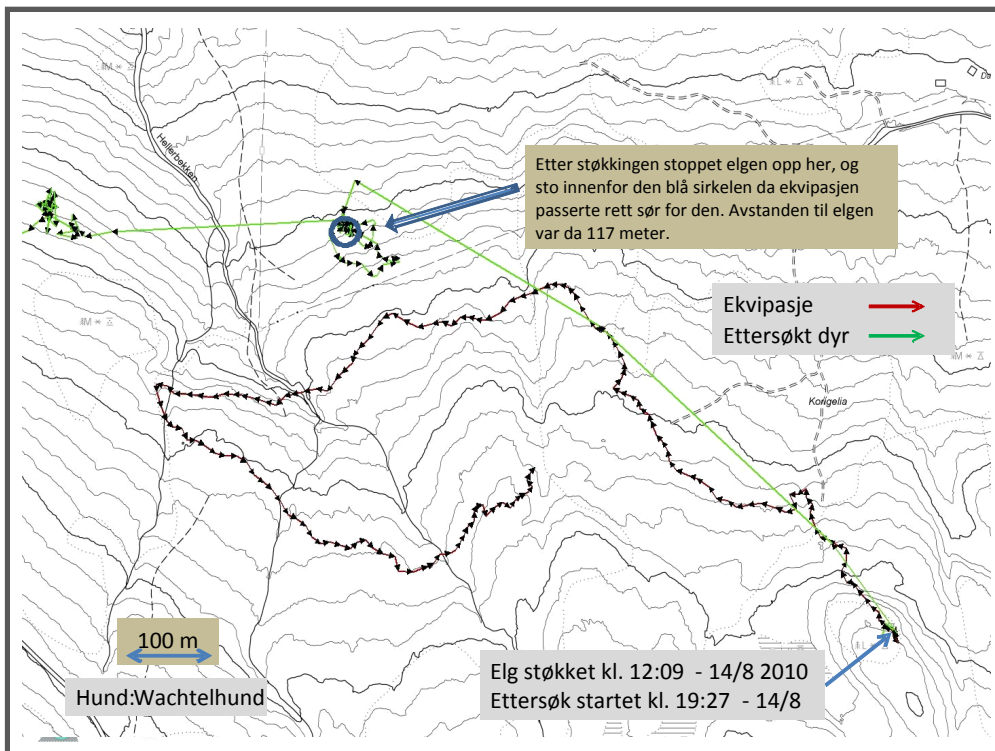 Hellerbekken
Etter støkkingen stoppet elgen opp her, og
sto innenfor den blå sirkelen da ekvipasjen
passerte rett sør for den. Avstanden til elgen
var da 117 meter.
Ekvipasje
Ettersøkt dyr
Korigelia
100 m
Hund:Wachtelhund
Elg støkket kl. 12:09 - 14/8 2010
Ettersøk startet kl. 19:27 - 14/8